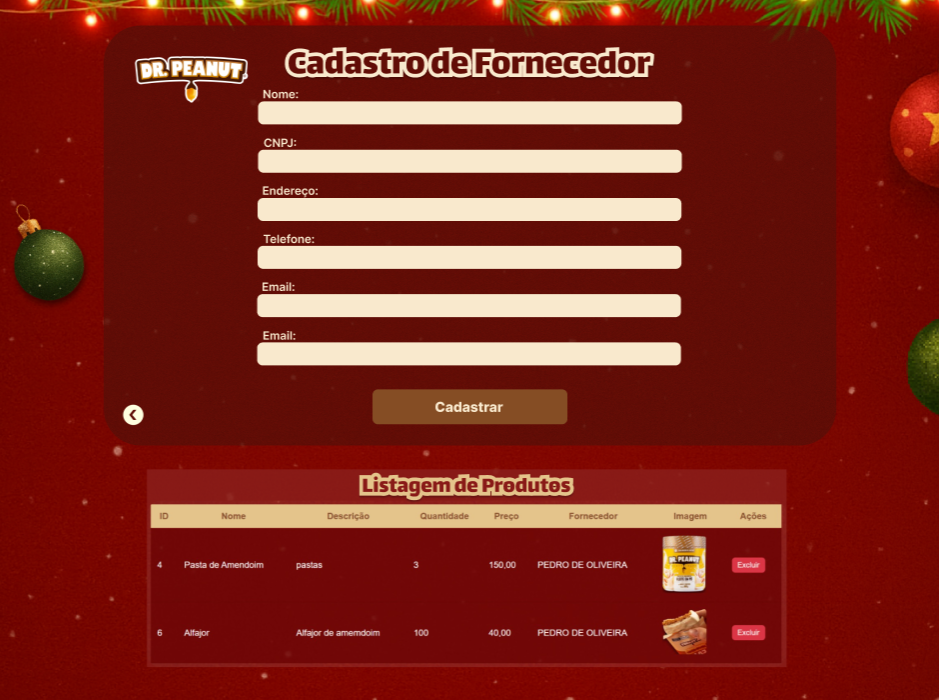 DR. PEANUT.
Cadastro de Fornecedor
Nome:
CNPJ:
Endereço:
Telefone:
Email:
Email:
Cadastrar
Listagem de Produtos
ID Nome Descrição Quantidade Preço Fornecedor Imagem Ações
4 Pasta de Amendoim pastas 3 150,00 PEDRO DE OLIVEIRA DR. PEANUT Excluir
6 Alfajor Alfajor de amemdoim 100 40,00 PEDRO DE OLIVEIRA Excluir